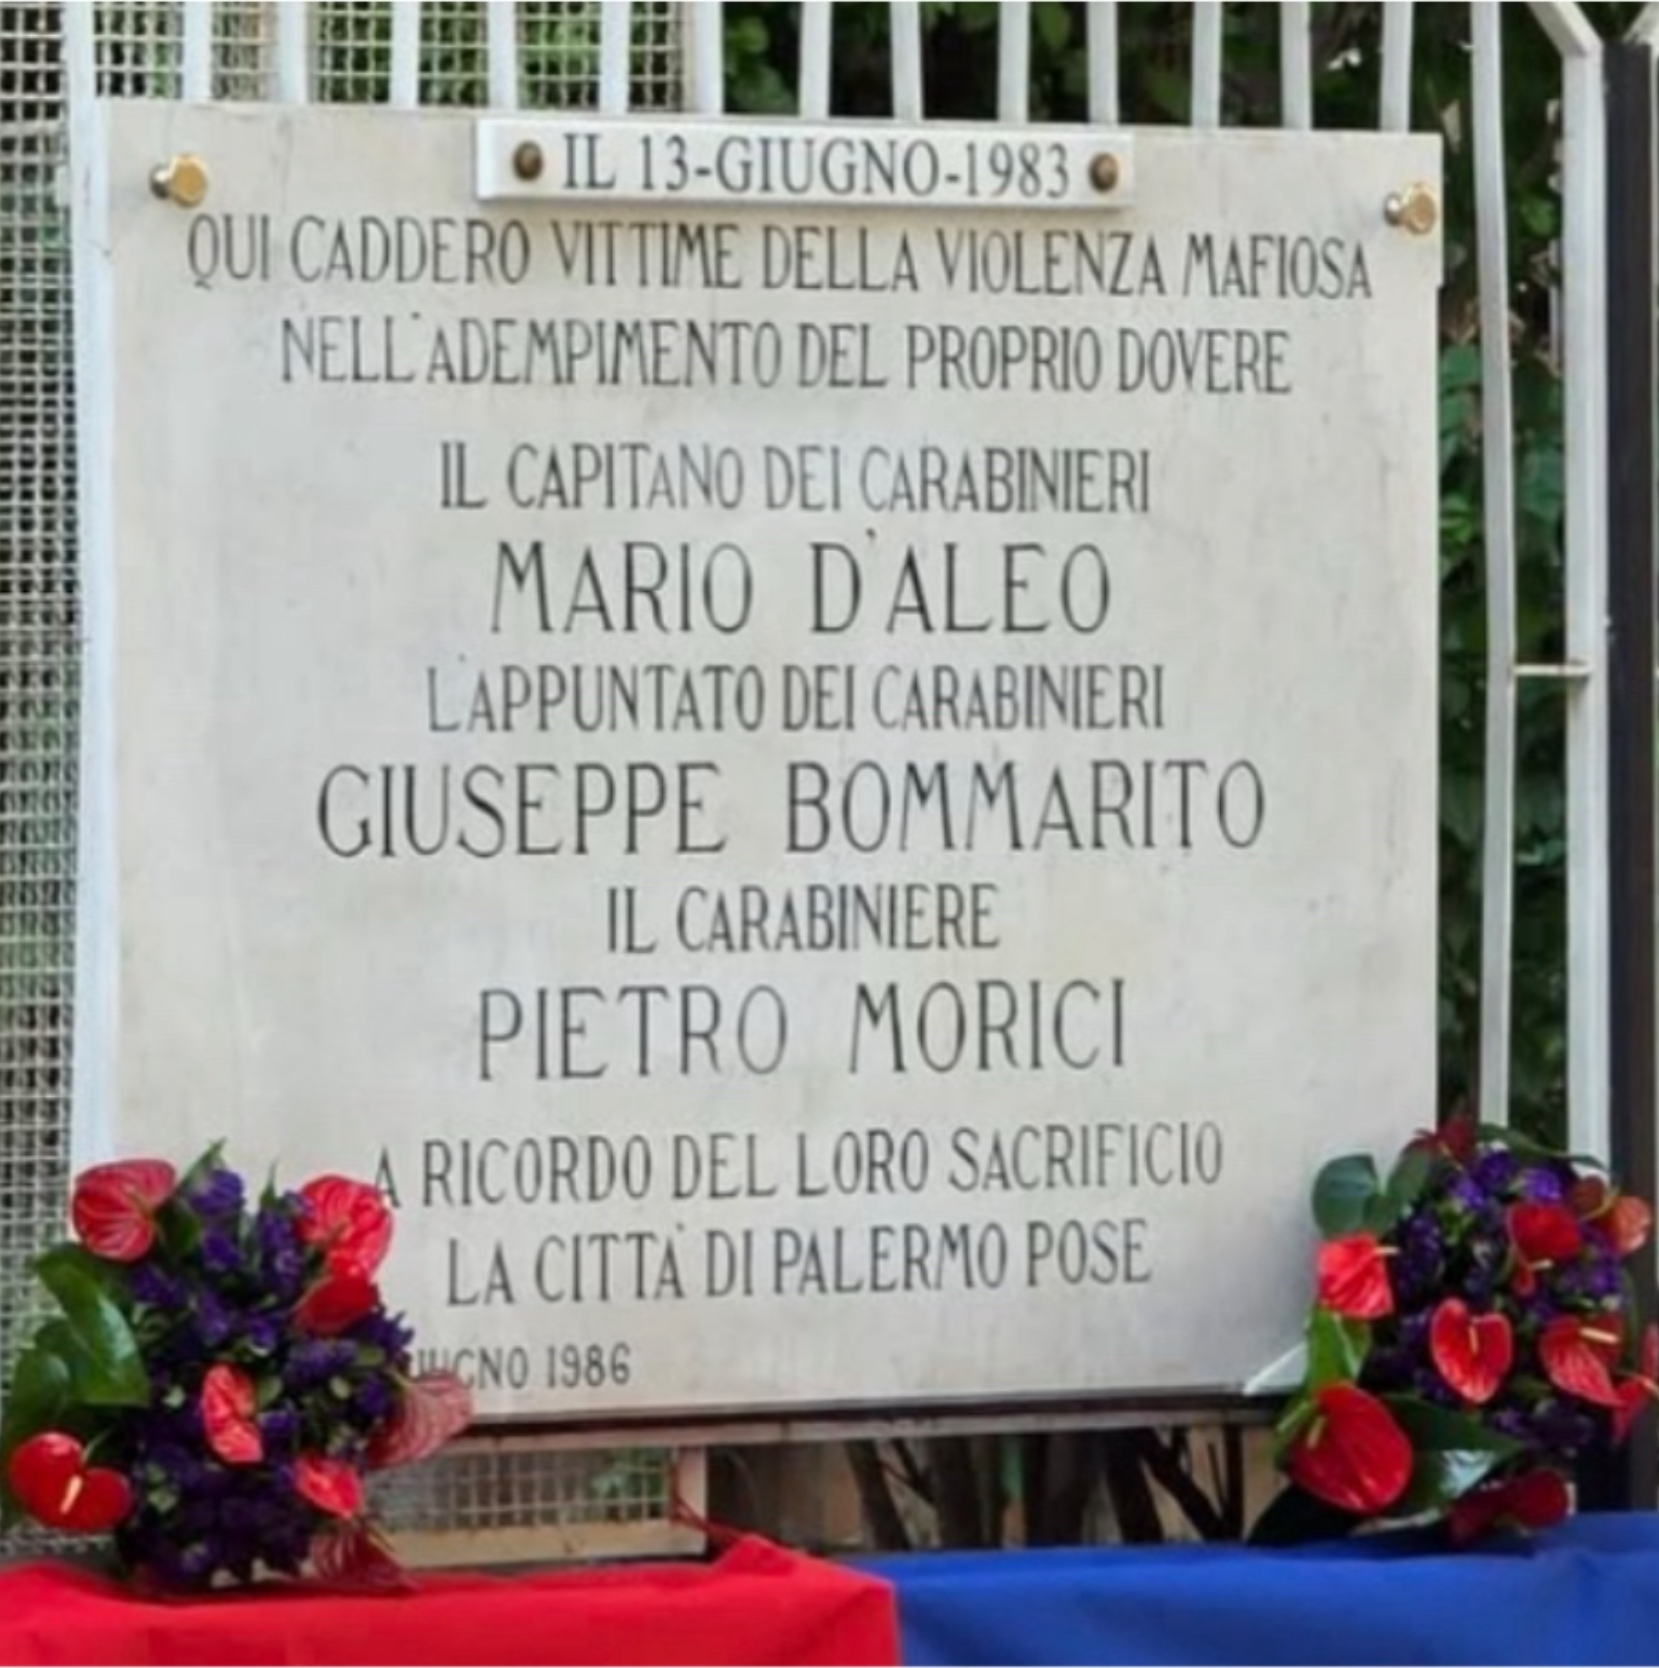 IL 13-GIUGNO-1983
QUI CADDERO VITTIME DELLA VIOLENZA MAFIOSA
NELL'ADEMPIMENTO DEL PROPRIO DOVERE
IL CAPITANO DEI CARABINIERI
MARIO D'ALEO
L'APPUNTATO DEI CARABINIERI
GIUSEPPE BOMMARITO
IL CARABINIERE
PIETRO MORICI
A RICORDO DEL LORO SACRIFICIO
LA CITTÀ DI PALERMO POSE
1986